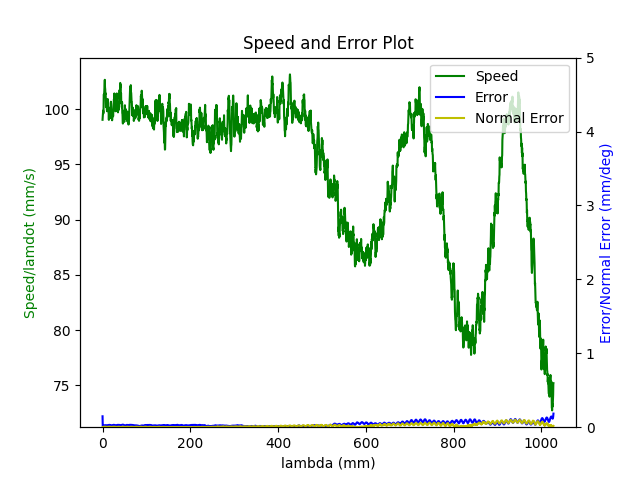 Speed and Error Plot
Speed
Error
Normal Error
Speed/lamdot (mm/s)
100
95
90
85
80
75
5
4
3
2
1
0
Error/Normal Error (mm/deg)
0
200
400
600
800
1000
lambda (mm)